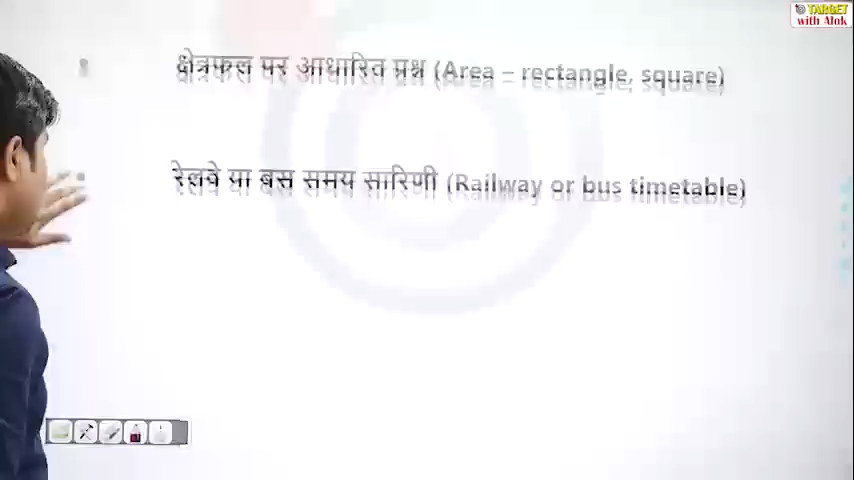 TARGET
with Alok
क्षेत्रफल पर आधारित प्रश्न (Area – rectangle, square)
रेलवे या बस समय सारिणी (Railway or bus timetable)